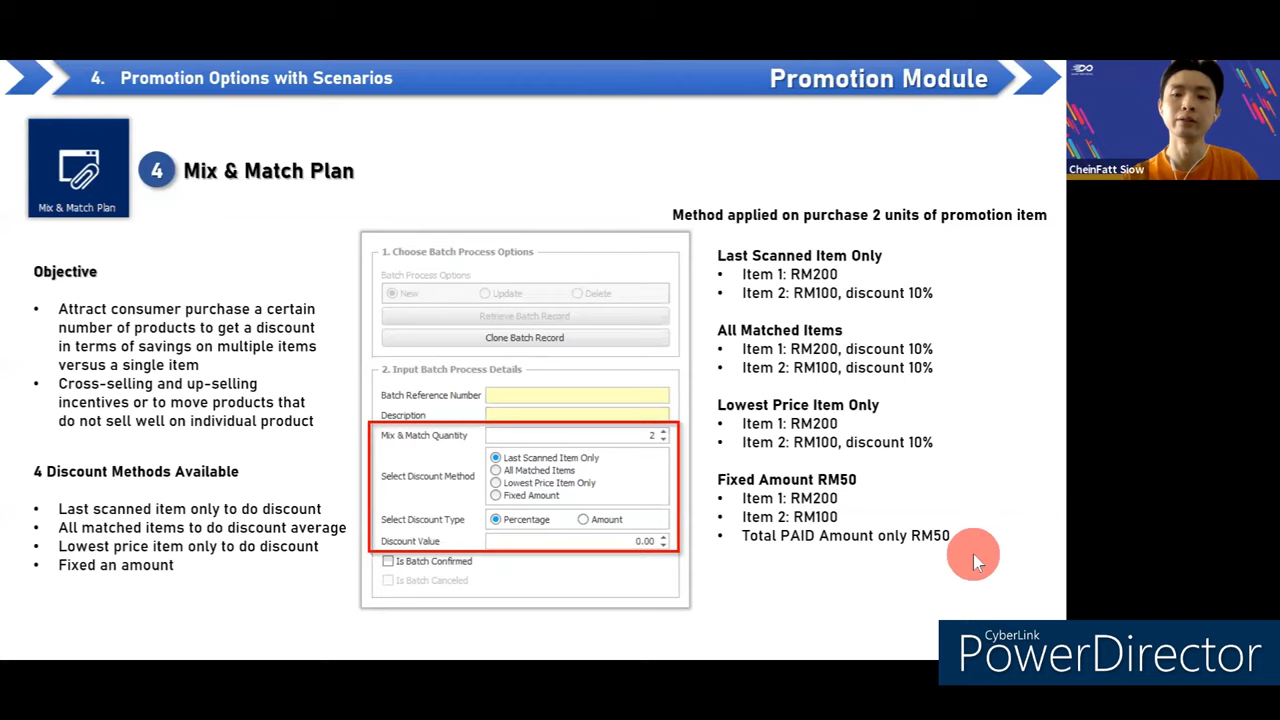 4. Promotion Options with Scenarios
Promotion Module
CheinFatt Siow
Mix & Match Plan
4 Mix & Match Plan
Method applied on purchase 2 units of promotion item
Objective
• Attract consumer purchase a certain
number of products to get a discount
in terms of savings on multiple items
versus a single item
• Cross-selling and up-selling
incentives or to move products that
do not sell well on individual product
4 Discount Methods Available
• Last scanned item only to do discount
• All matched items to do discount average
• Lowest price item only to do discount
• Fixed an amount
1. Choose Batch Process Options
Batch Process Options
New Update Delete
Retrieve Batch Record
Clone Batch Record
2. Input Batch Process Details
Batch Reference Number
Description
Mix & Match Quantity 2
Select Discount Method
Last Scanned Item Only
All Matched Items
Lowest Price Item Only
Fixed Amount
Select Discount Type Percentage Amount
Discount Value 0.00
Is Batch Confirmed
Is Batch Canceled
Last Scanned Item Only
• Item 1: RM200
• Item 2: RM100, discount 10%
All Matched Items
• Item 1: RM200, discount 10%
• Item 2: RM100, discount 10%
Lowest Price Item Only
• Item 1: RM200
• Item 2: RM100, discount 10%
Fixed Amount RM50
• Item 1: RM200
• Item 2: RM100
• Total PAID Amount only RM50
CyberLink
PowerDirector